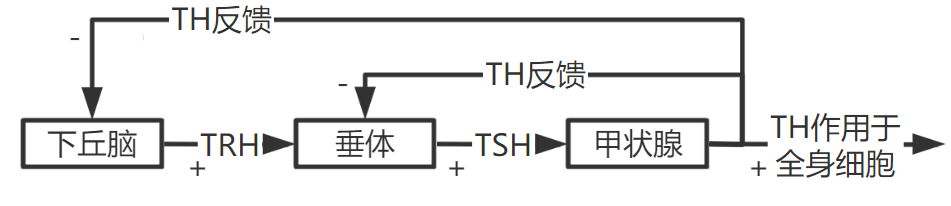 TH反馈
-
TH反馈
-
下丘脑
TRH
+
垂体
TSH
+
甲状腺
TH作用于
全身细胞
+